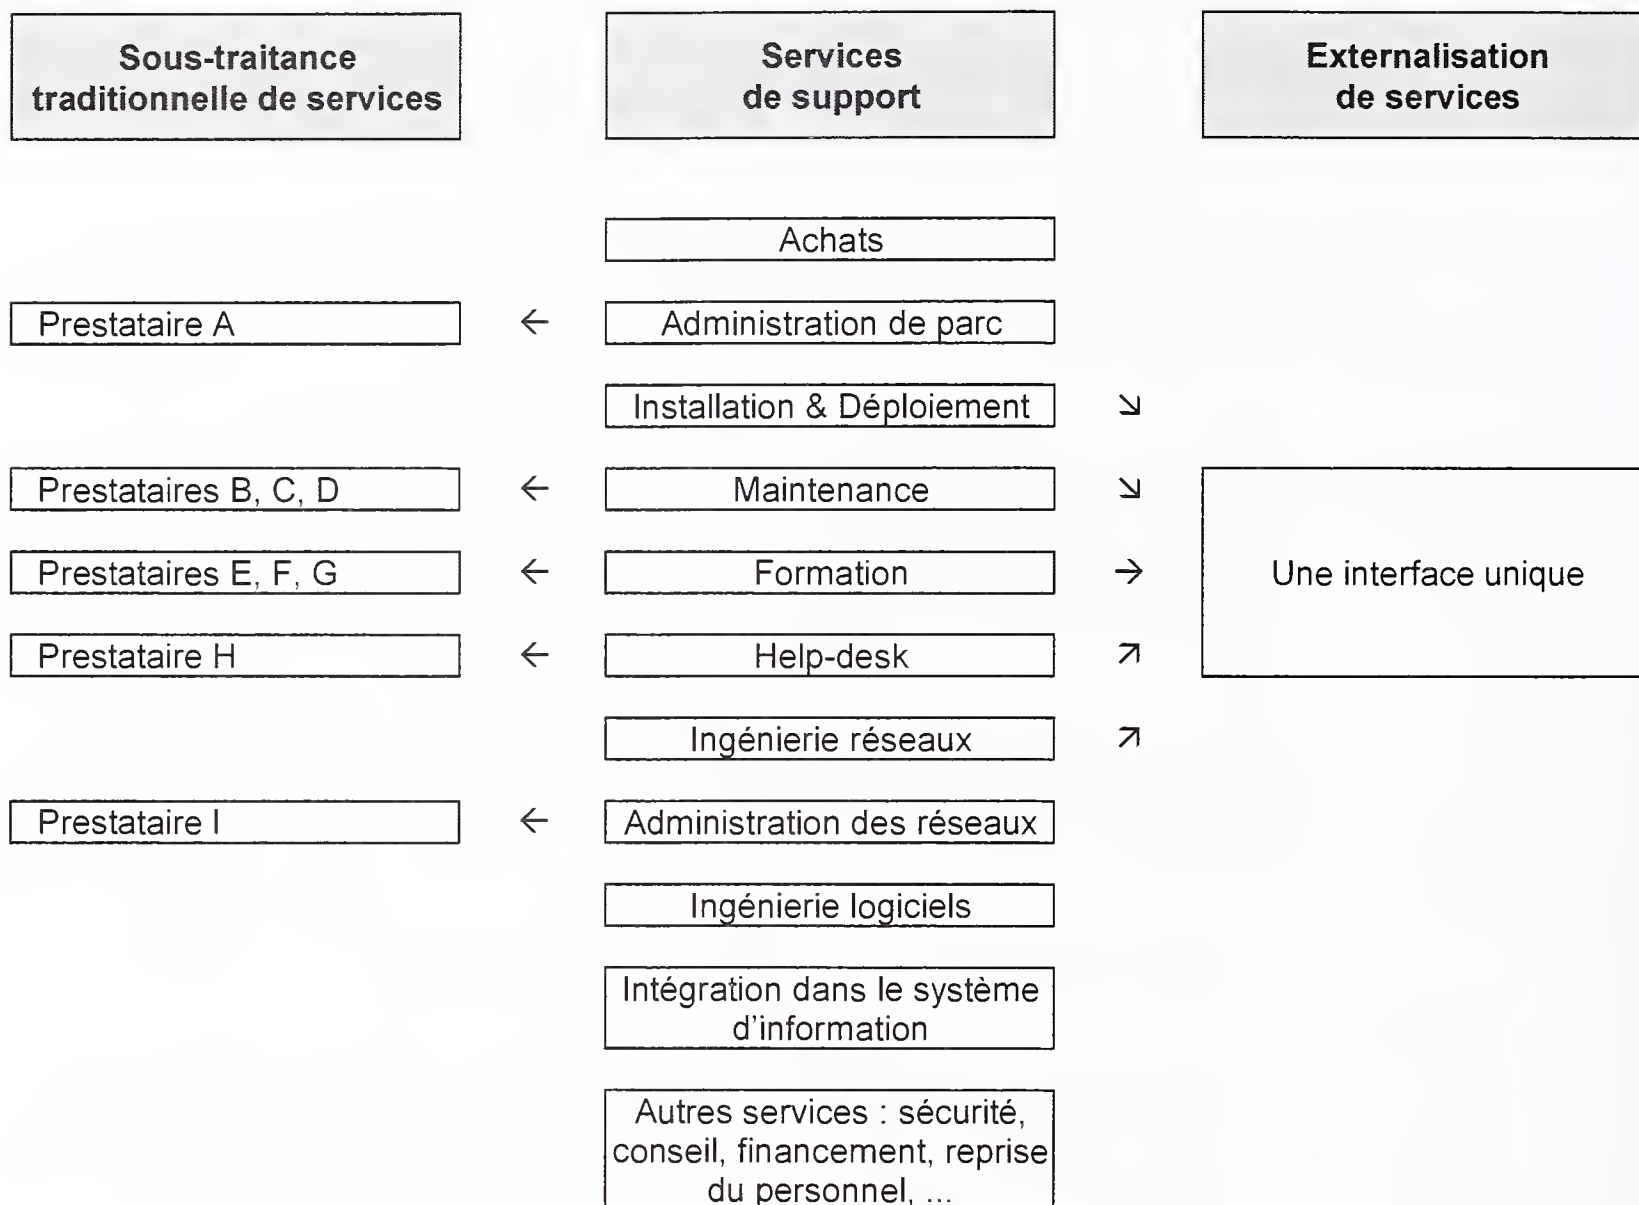 Sous-traitance
traditionnelle de services
Services
de support
Externalisation
de services
Achats
Prestataire A
←
Administration de parc
Installation & Déploiement
↘
Prestataires B, C, D
←
Maintenance
↘
Prestataires E, F, G
←
Formation
→
Une interface unique
Prestataire H
←
Help-desk
↗
Ingénierie réseaux
↗
Prestataire I
←
Administration des réseaux
Ingénierie logiciels
Intégration dans le système
d'information
Autres services : sécurité,
conseil, financement, reprise
du personnel, ...